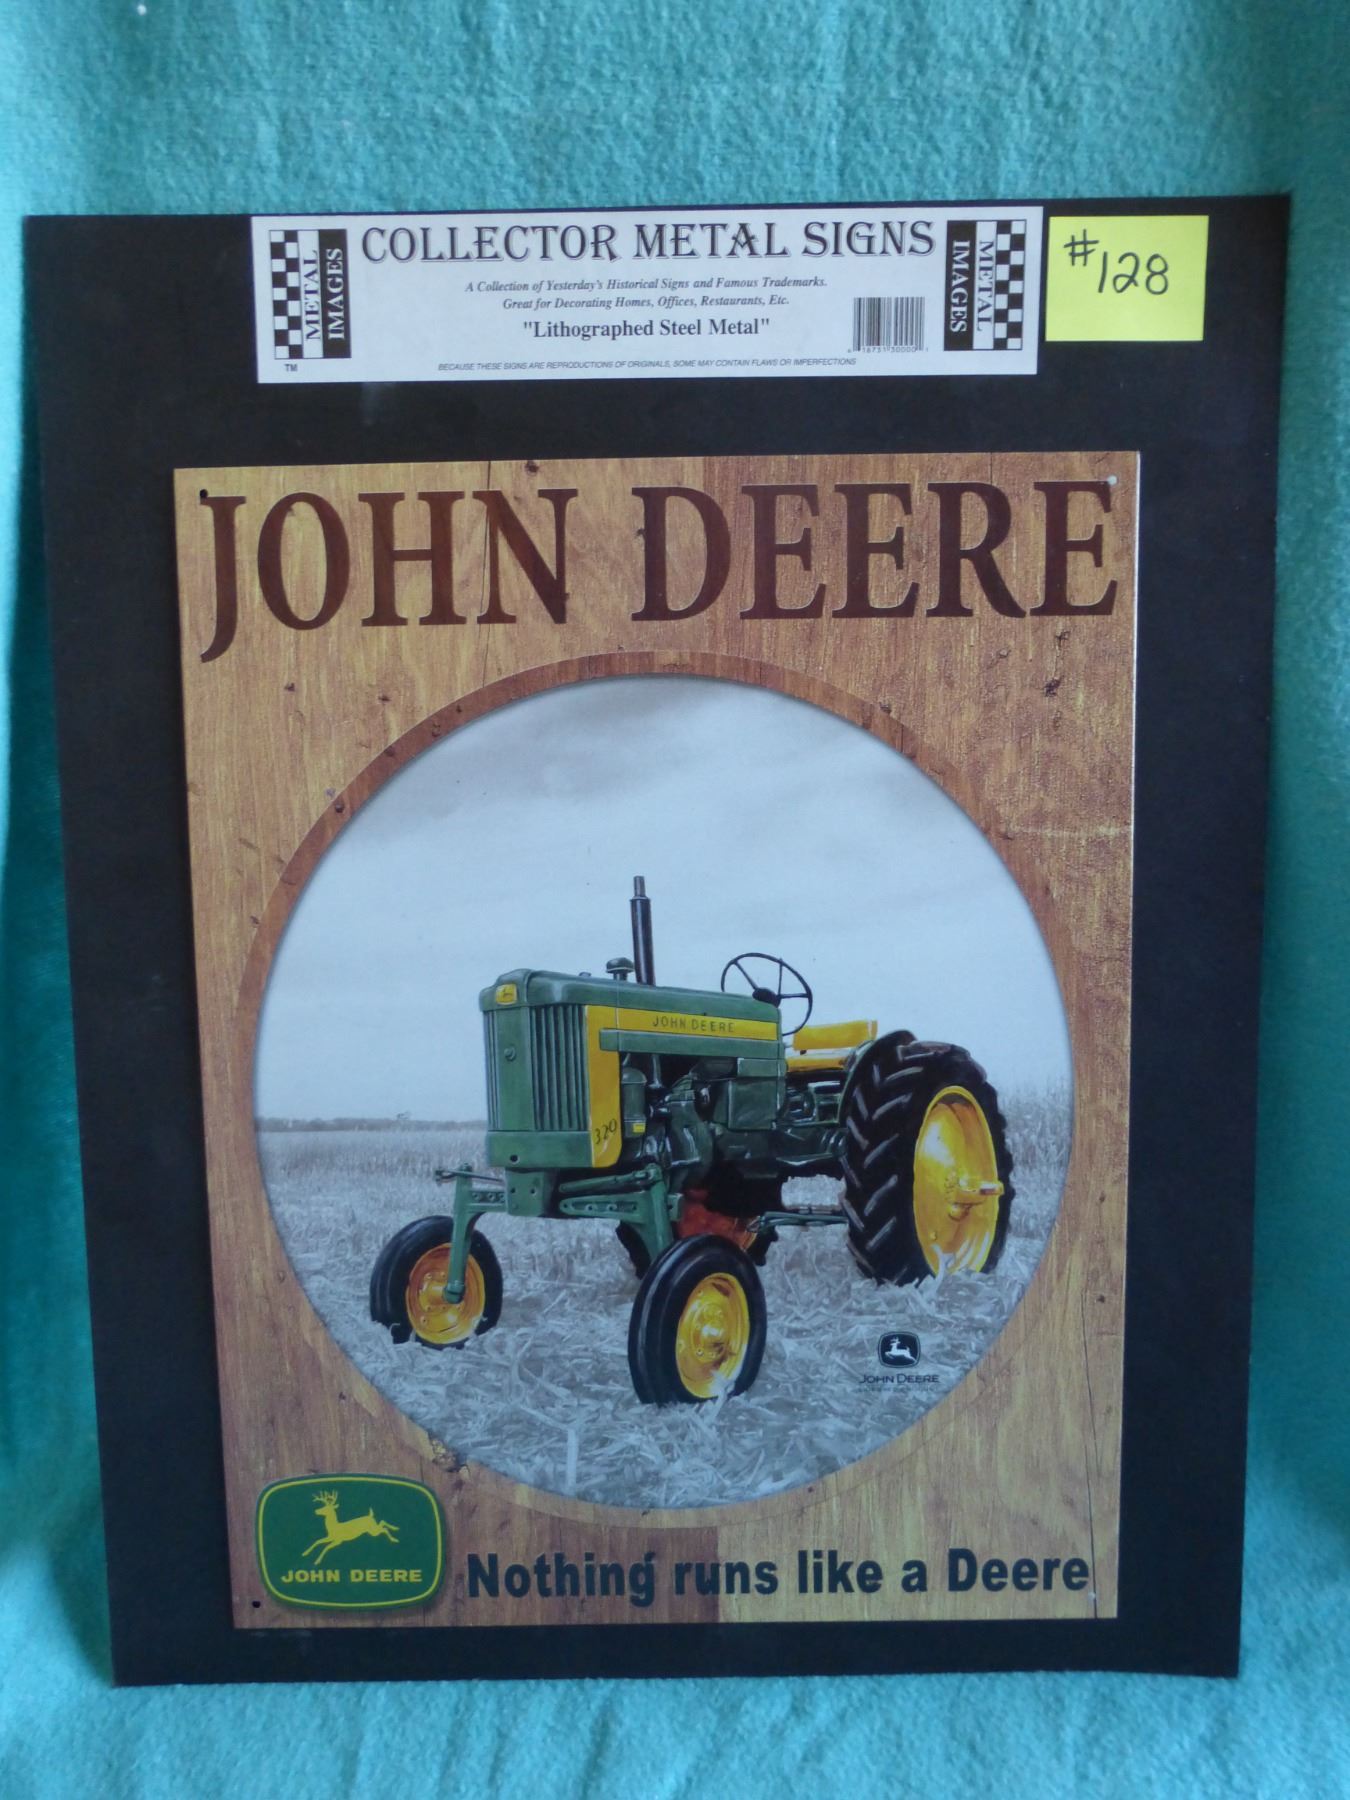 METAL IMAGES
TM
COLLECTOR METAL SIGNS
A Collection of Yesterday's Historical Signs and Famous Trademarks.
Great for Decorating Homes, Offices, Restaurants, Etc.
"Lithographed Steel Metal"
BECAUSE THESE SIGNS ARE REPRODUCTIONS OF ORIGINALS, SOME MAY CONTAIN FLAWS OR IMPERFECTIONS
METAL IMAGES
#128
JOHN DEERE
JOHN DEERE
320
JOHN DEERE
JOHN DEERE
Nothing runs like a Deere